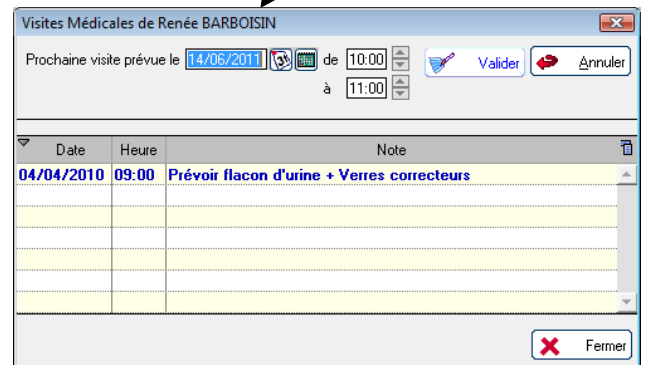 Visites Médicales de Renée BARBOISIN
Prochaine visite prévue le 14/06/2011 de 10:00 Valider Annuler
à 11:00
Date Heure Note
04/04/2010 09:00 Prévoir flacon d'urine + Verres correcteurs
Fermer